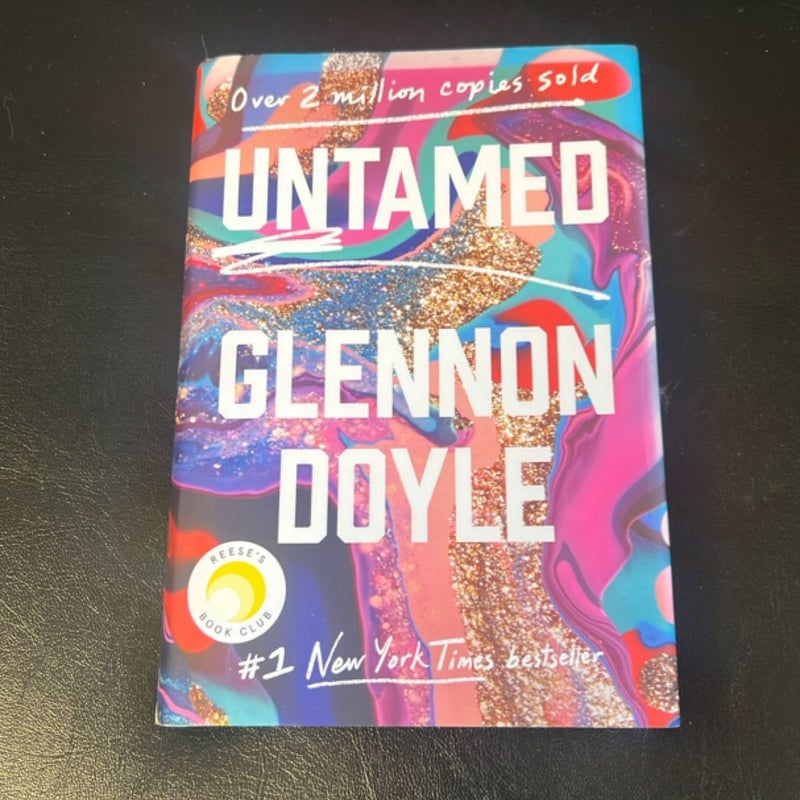 Over 2 million copies sold
UNTAMED
GLENNON
DOYLE
REESE'S
BOOK CLUB
#1 New York Times bestseller